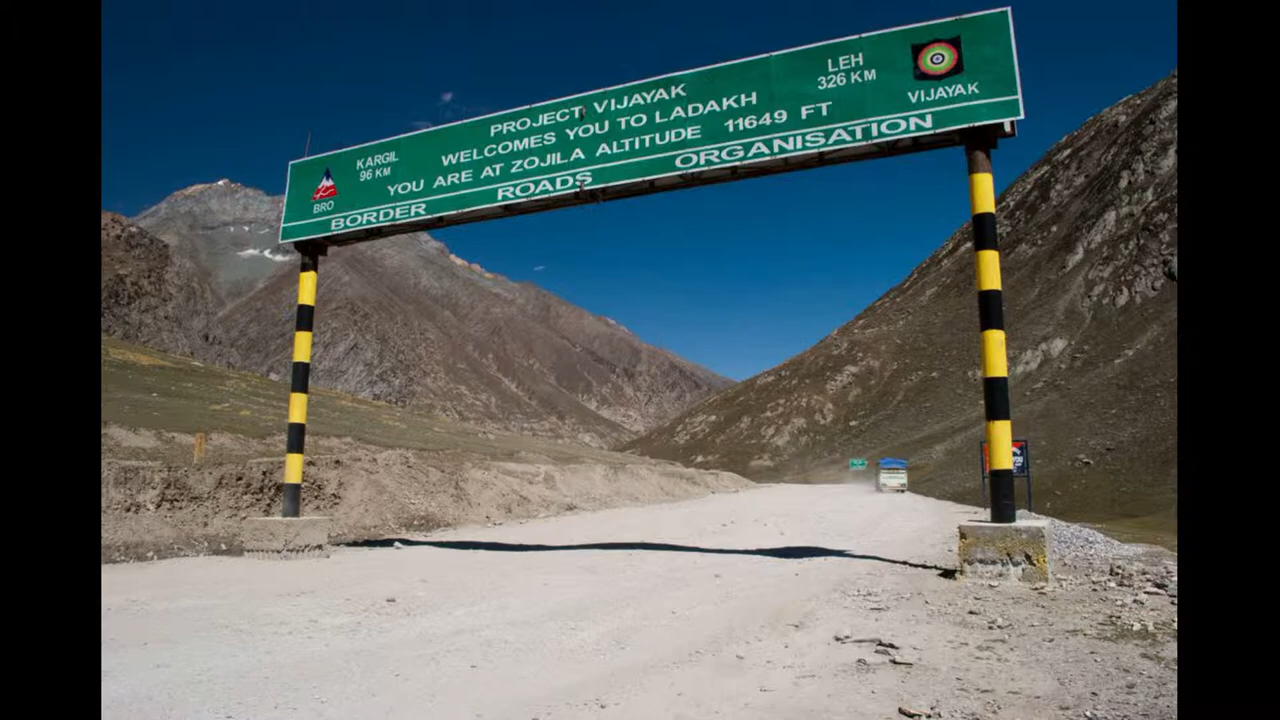 PROJECT VIJAYAK
WELCOMES YOU TO LADAKH
YOU ARE AT ZOJILA ALTITUDE 11649 FT
KARGIL
96 KM
BRO
LEH
326 KM
VIJAYAK
BORDER ROADS ORGANISATION